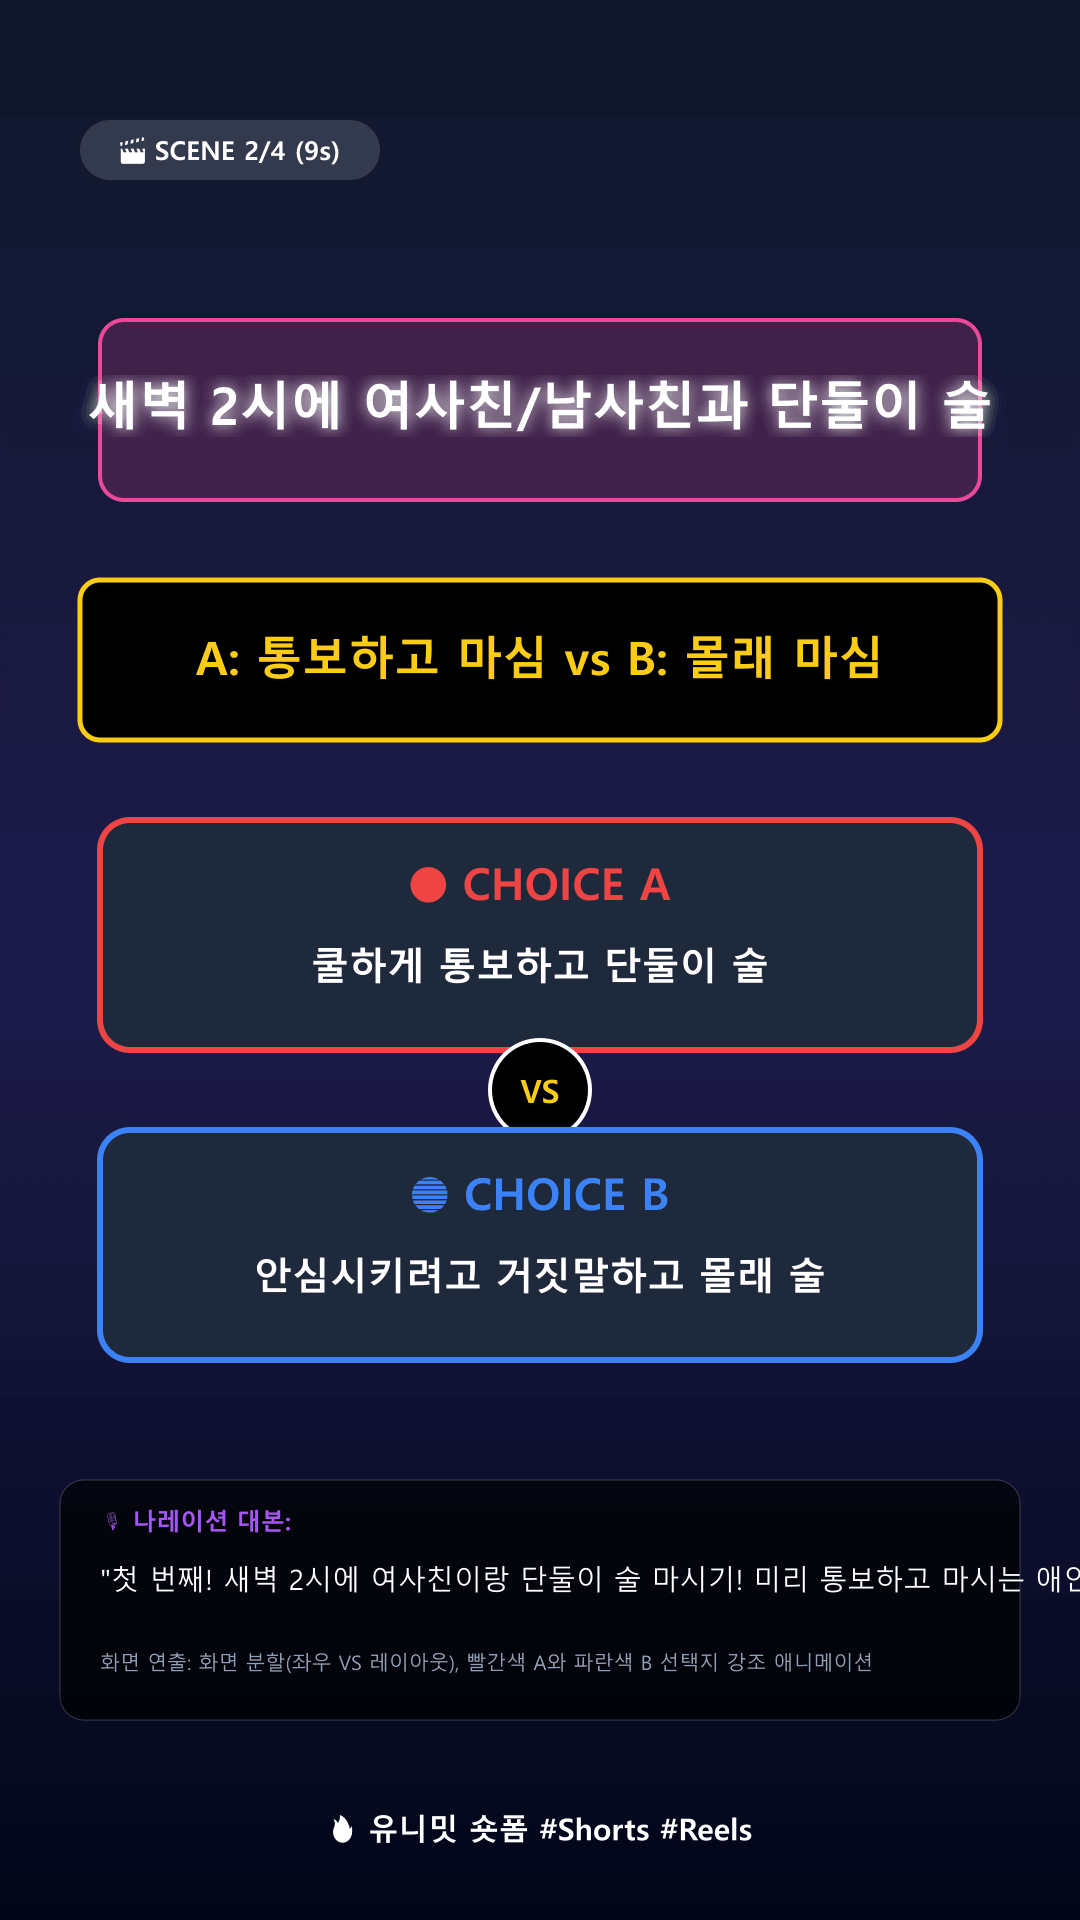 🎬 SCENE 2/4 (9s)
새벽 2시에 여사친/남사친과 단둘이 술
A: 통보하고 마심 vs B: 몰래 마심
🔴 CHOICE A
쿨하게 통보하고 단둘이 술
VS
🔵 CHOICE B
안심시키려고 거짓말하고 몰래 술
🎙 나레이션 대본:
"첫 번째! 새벽 2시에 여사친이랑 단둘이 술 마시기! 미리 통보하고 마시는
화면 연출: 화면 분할(좌우 VS 레이아웃), 빨간색 A와 파란색 B 선택지 강조 애니메이션
🔥 유니밋 숏폼 #Shorts #Reels